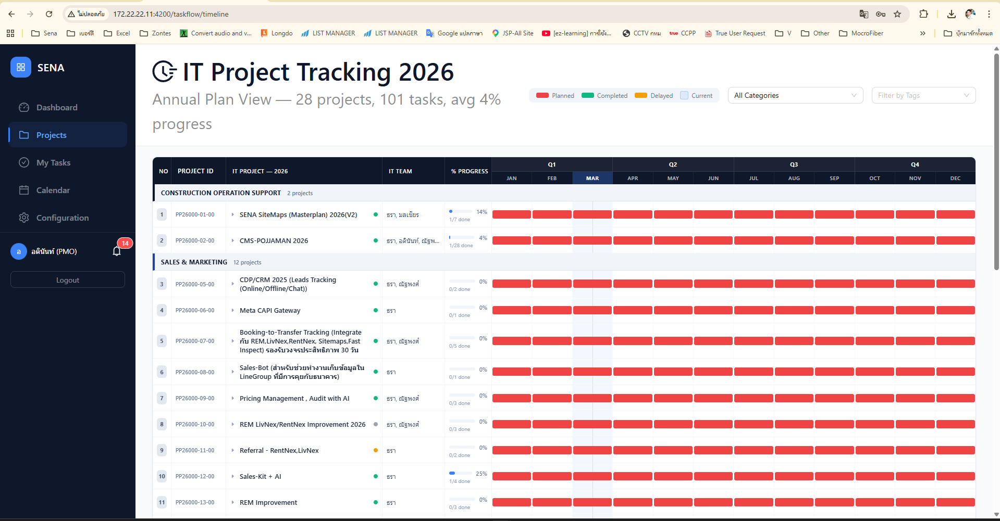 ไม่ปลอดภัย 172.22.22.11:4200/taskflow/timeline
Sena เบอร์ดี Excel Zontes Convert audio and v... Longdo LIST MANAGER LIST MANAGER Google แปลภาษา JSP-All Site [ez-learning] การใช้ง... CCTV กทม CCPP True User Request V Other MocroFiber บุ๊กมาร์กทั้งหมด
SENA
Dashboard
Projects
My Tasks
Calendar
Configuration
14
อ อดินันท์ (PMO)
Logout
IT Project Tracking 2026
Annual Plan View — 28 projects, 101 tasks, avg 4%
progress
Planned Completed Delayed Current
All Categories
Filter by Tags
NO PROJECT ID IT PROJECT — 2026 IT TEAM % PROGRESS
Q1 Q2 Q3 Q4
JAN FEB MAR APR MAY JUN JUL AUG SEP OCT NOV DEC
CONSTRUCTION OPERATION SUPPORT 2 projects
1 PP26000-01-00 SENA SiteMaps (Masterplan) 2026(V2) ธรา, มลเชียร 14%
1/7 done
2 PP26000-02-00 CMS-POJJAMAN 2026 ธรา, อดินันท์, ณัฐพ... 4%
1/28 done
SALES & MARKETING 12 projects
3 PP26000-05-00 CDP/CRM 2025 (Leads Tracking
(Online/Offline/Chat)) ธรา, ณัฐพงศ์ 0%
0/2 done
4 PP26000-06-00 Meta CAPI Gateway ธรา 0%
0/1 done
5 PP26000-07-00 Booking-to-Transfer Tracking (Integrate
กับ REM,LivNex,RentNex, Sitemaps,Fast
Inspect) รองรับวงจรประสิทธิภาพ 30 วัน ธรา, ณัฐพงศ์ 0%
0/5 done
6 PP26000-08-00 Sales-Bot (สำหรับช่วยทำงานเก็บข้อมูลใน
LineGroup ที่มีการคุยกับธนาคาร) ธรา 0%
0/1 done
7 PP26000-09-00 Pricing Management , Audit with AI ธรา, ณัฐพงศ์ 0%
0/3 done
8 PP26000-10-00 REM LivNex/RentNex Improvement 2026 ธรา, ณัฐพงศ์ 0%
0/3 done
9 PP26000-11-00 Referral - RentNex,LivNex ธรา 0%
0/2 done
10 PP26000-12-00 Sales-Kit + AI ธรา 25%
1/4 done
11 PP26000-13-00 REM Improvement ธรา 0%
0/3 done